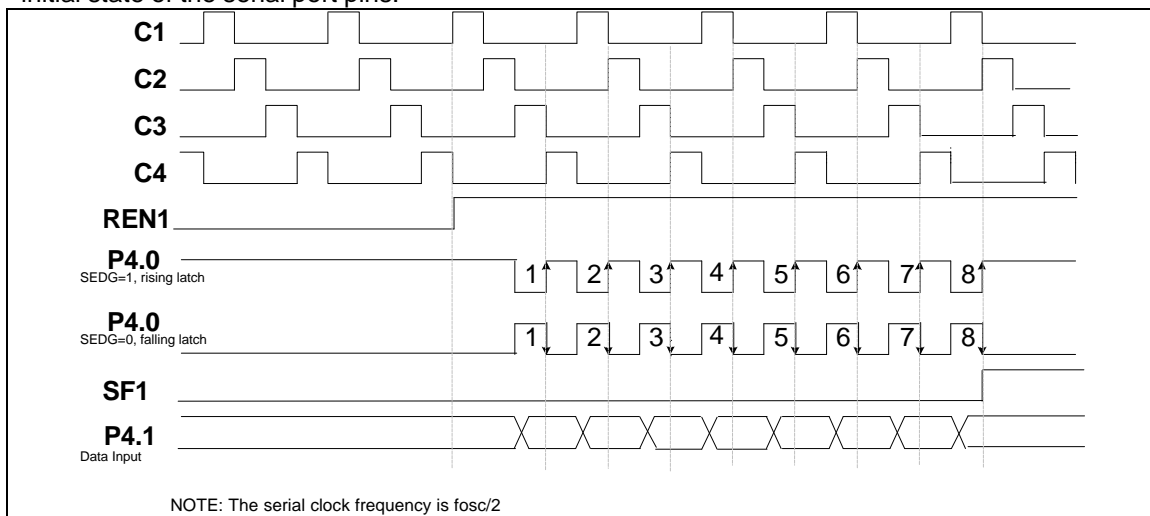 initial state of the serial port pins.
C1
C2
C3
C4
REN1
P4.0
SEDG=1, rising latch
1 2 3 4 5 6 7 8
P4.0
SEDG=0, falling latch
1 2 3 4 5 6 7 8
SF1
P4.1
Data Input
NOTE: The serial clock frequency is fosc/2